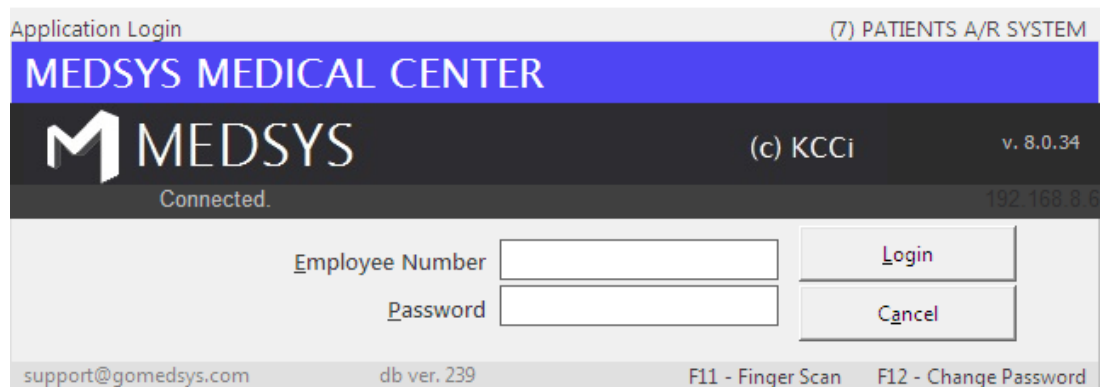 Application Login (7) PATIENTS A/R SYSTEM
MEDSYS MEDICAL CENTER
MEDSYS (c) KCCi v. 8.0.34
Connected. 192.168.8.6
Employee Number Login
Password Cancel
support@gomedsys.com db ver. 239 F11 - Finger Scan F12 - Change Password